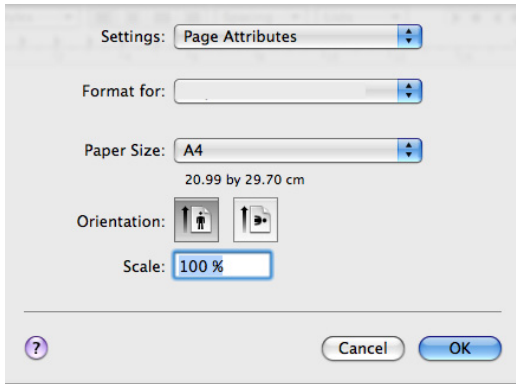 Settings: Page Attributes
Format for:
Paper Size: A4
20.99 by 29.70 cm
Orientation:
Scale: 100 %
?
Cancel OK